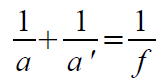 1/a + 1/a' = 1/f